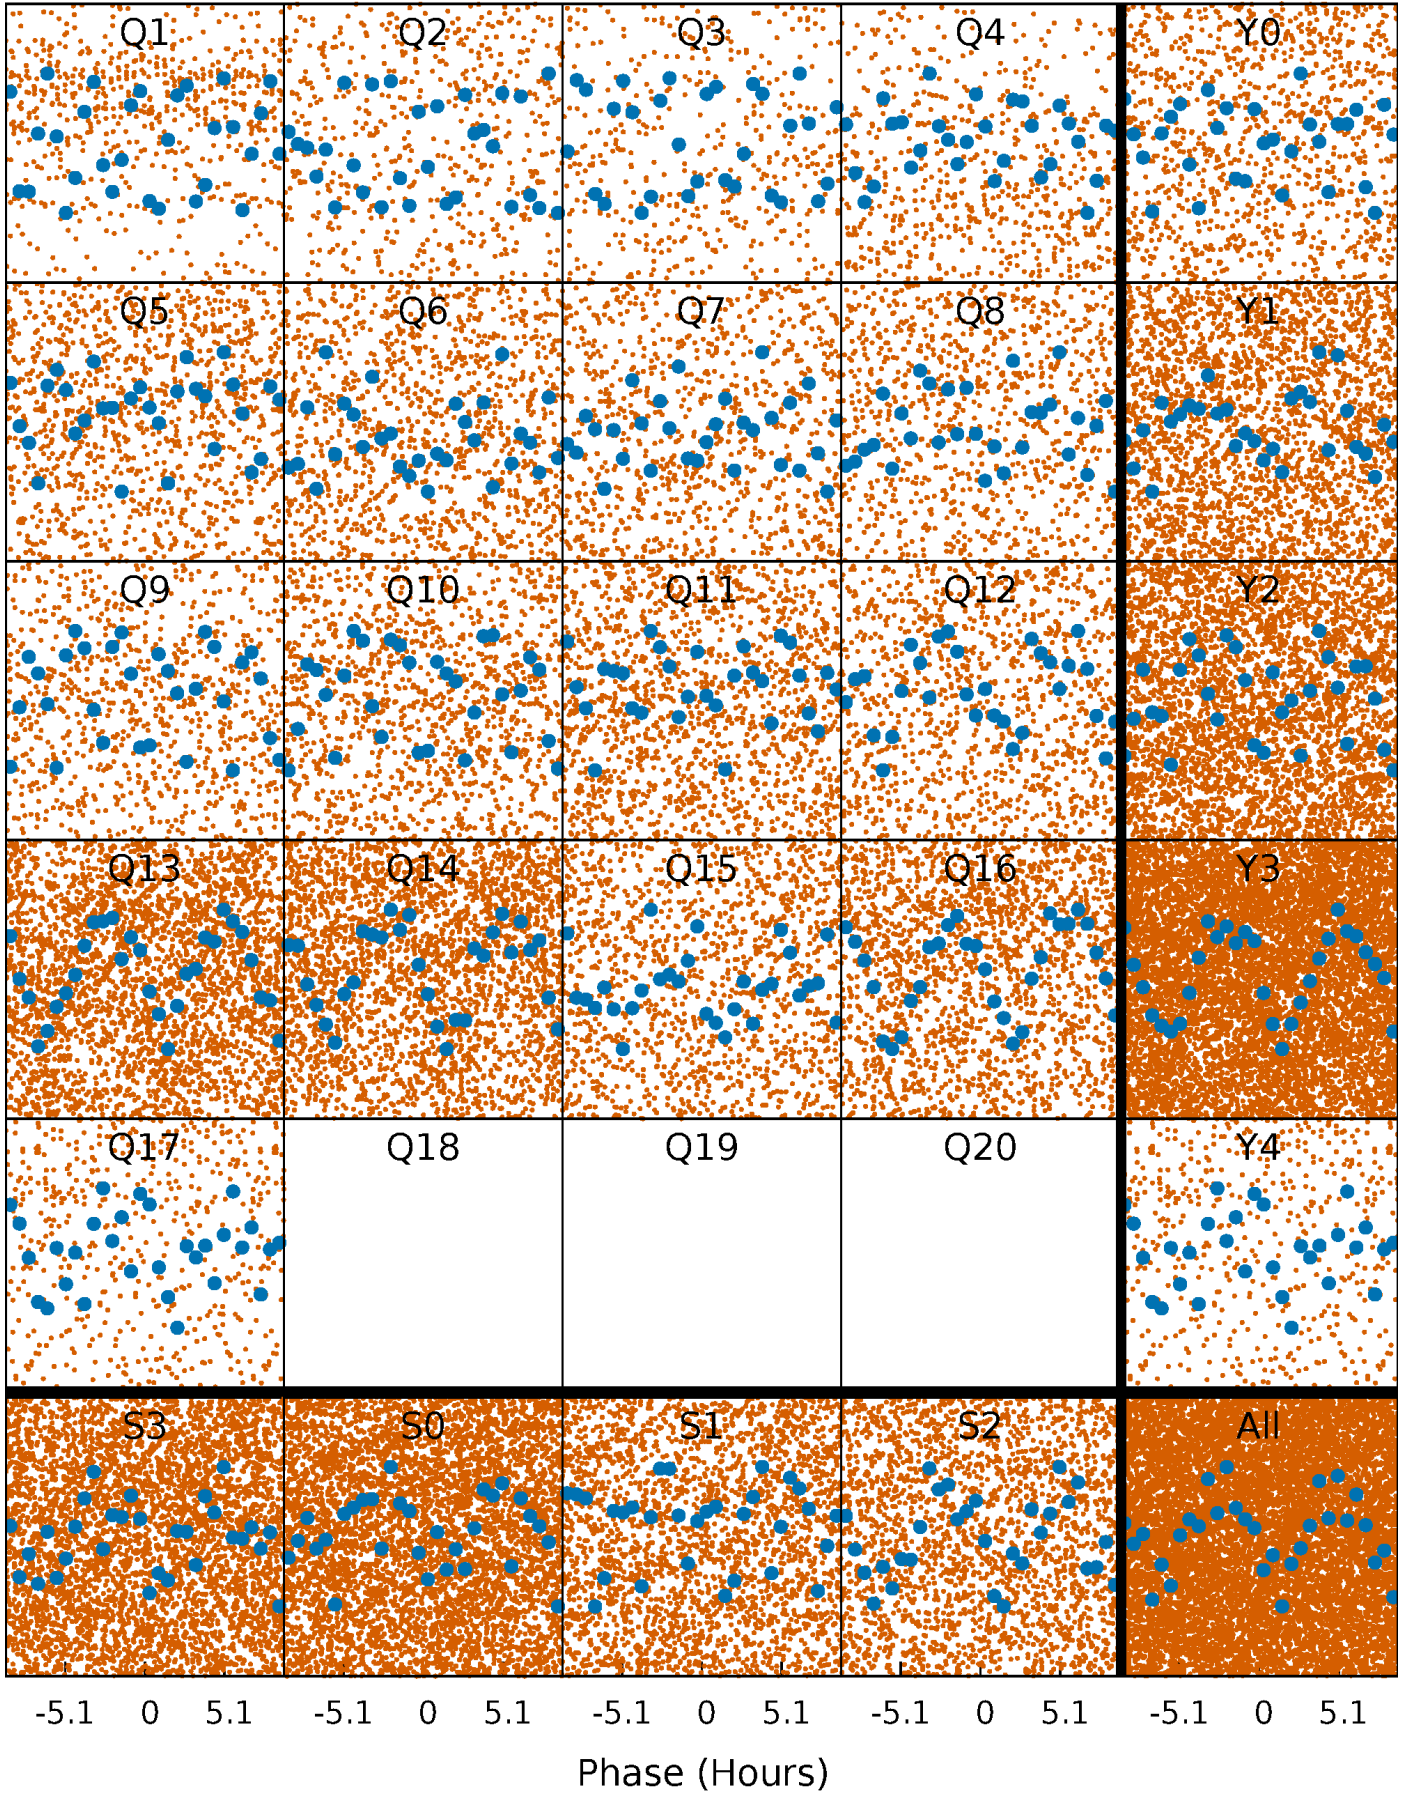 Q1 Q2 Q3 Q4 Y0
Q5 Q6 Q7 Q8 Y1
Q9 Q10 Q11 Q12 Y2
Q13 Q14 Q15 Q16 Y3
Q17 Q18 Q19 Q20 Y4
S3 S0 S1 S2 All
-5.1 0 5.1 -5.1 0 5.1 -5.1 0 5.1 -5.1 0 5.1 -5.1 0 5.1
Phase (Hours)